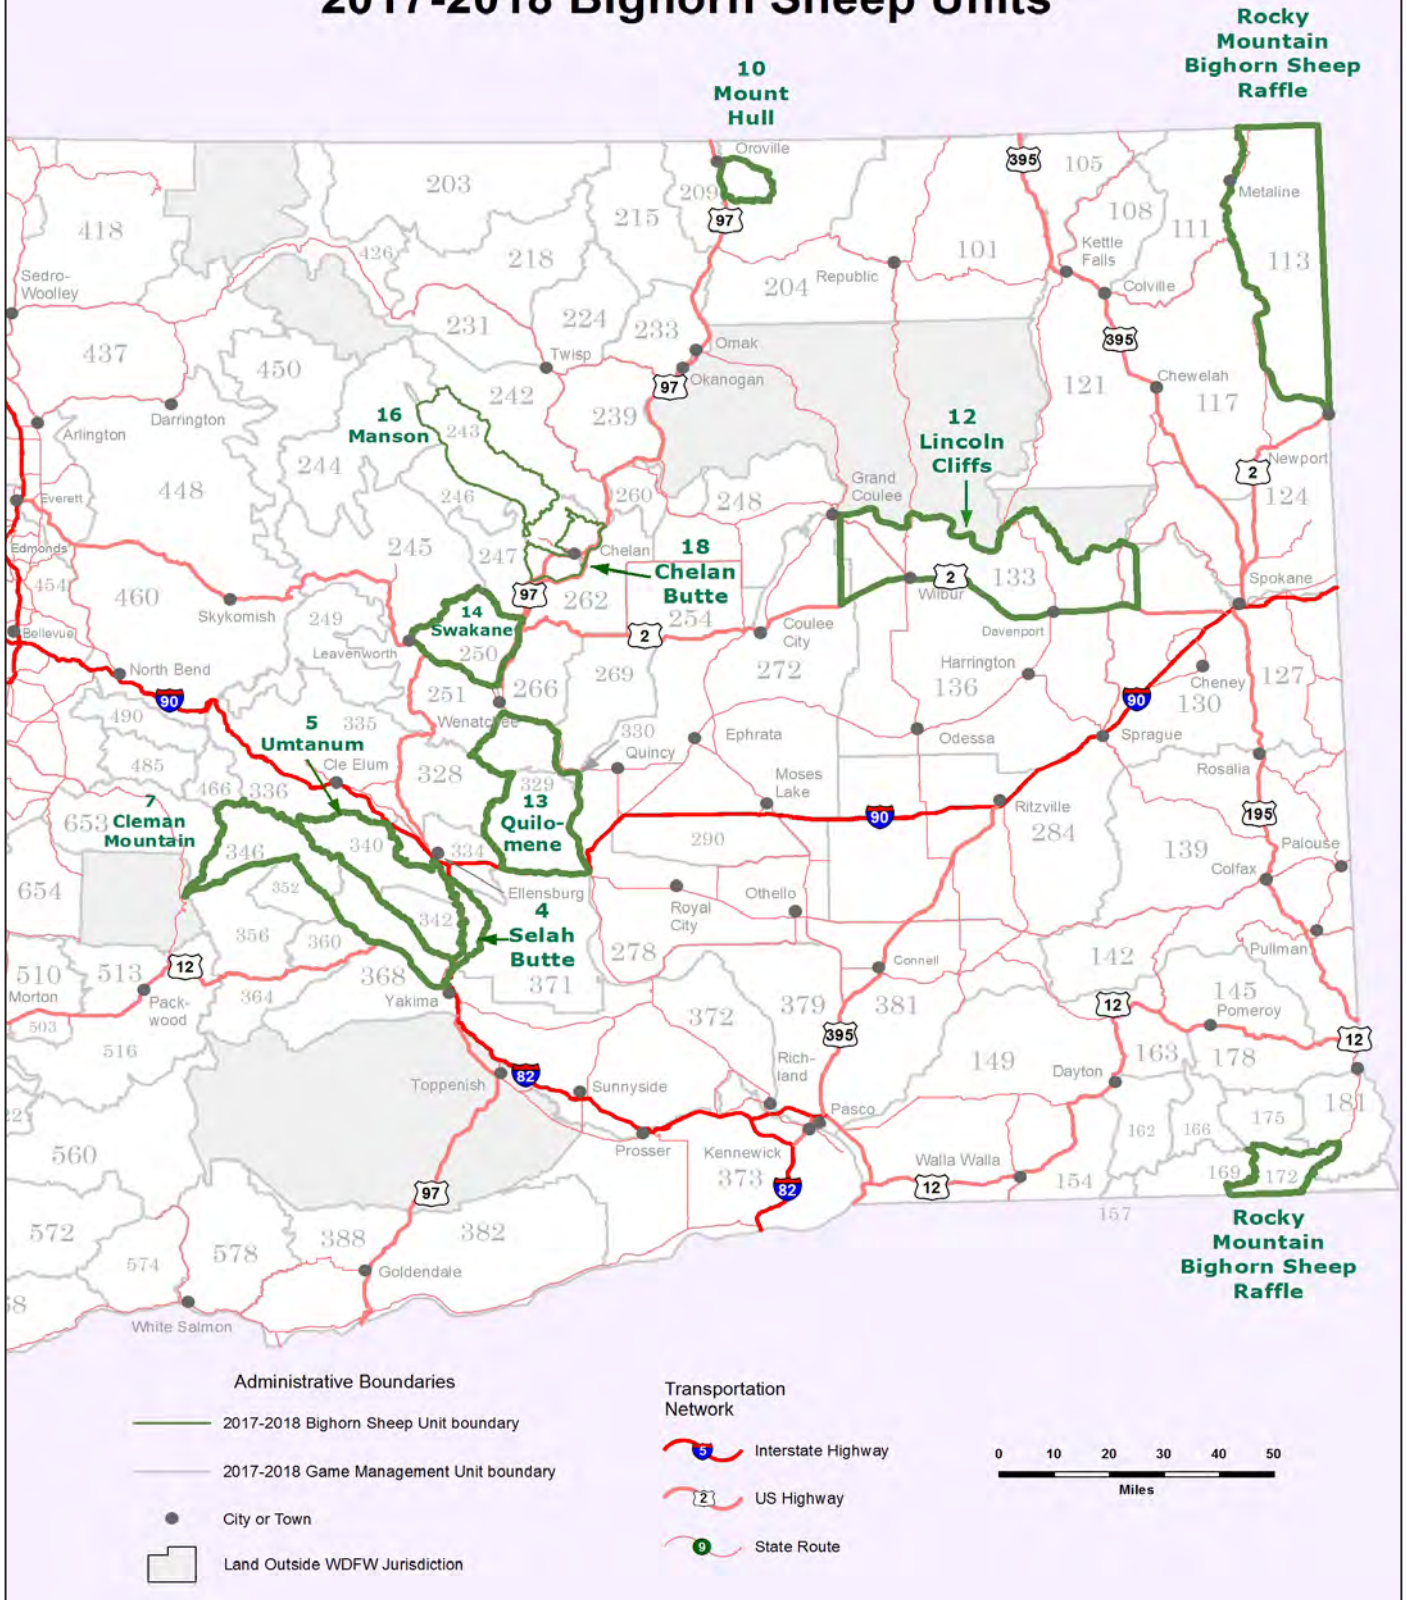 2017-2018 Bighorn Sheep Units
Rocky
Mountain
Bighorn Sheep
Raffle
10
Mount
Hull
Oroville
395
105
203
209
Metaline
418
215
97
108
111
426
218
101
Kettle
Falls
113
Sedro-
Woolley
204
Republic
Colville
231
224
233
395
437
Omak
450
Twisp
Okanogan
97
Chewelah
242
121
117
16
Manson
239
12
Lincoln
Cliffs
Darrington
Arlington
243
244
2
Newport
448
246
260
248
Grand
Coulee
124
Everett
Edmonds
245
247
Chelan
18
Chelan
Butte
454
460
97
262
2
133
Wilbur
Spokane
Skykomish
249
14
Swakane
254
Coulee
City
Davenport
Bellevue
2
Leavenworth
250
North Bend
269
272
Harrington
136
127
Cheney
90
251
266
90
130
490
5
Umtanum
335
Wenatchee
330
Quincy
Ephrata
Odessa
Sprague
485
Cle Elum
328
329
Moses
Lake
Rosalia
466
336
7
Cleman
Mountain
653
13
Quilo-
mene
Ritzville
90
284
195
346
340
334
290
139
Palouse
Colfax
654
352
Ellensburg
Othello
342
4
Selah
Butte
Royal
City
356
360
278
Pullman
142
510
513
12
368
371
Connell
Morton
Pack-
wood
364
Yakima
379
381
145
Pomeroy
12
503
372
395
12
516
Rich-
land
149
163
178
Toppenish
82
Sunnyside
Dayton
Pasco
181
22
162
166
175
560
Prosser
Kennewick
Walla Walla
169
172
97
373
82
12
154
157
572
388
382
Rocky
Mountain
Bighorn Sheep
Raffle
574
578
Goldendale
White Salmon
Administrative Boundaries
2017-2018 Bighorn Sheep Unit boundary
2017-2018 Game Management Unit boundary
City or Town
Land Outside WDFW Jurisdiction
Transportation
Network
5
Interstate Highway
2
US Highway
9
State Route
0 10 20 30 40 50
Miles